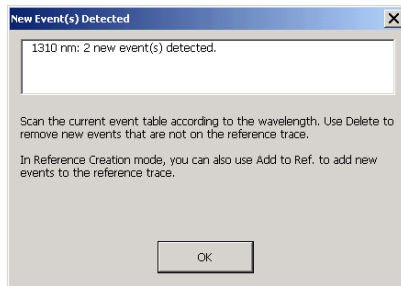 New Event(s) Detected
1310 nm: 2 new event(s) detected.
Scan the current event table according to the wavelength. Use Delete to
remove new events that are not on the reference trace.
In Reference Creation mode, you can also use Add to Ref. to add new
events to the reference trace.
OK